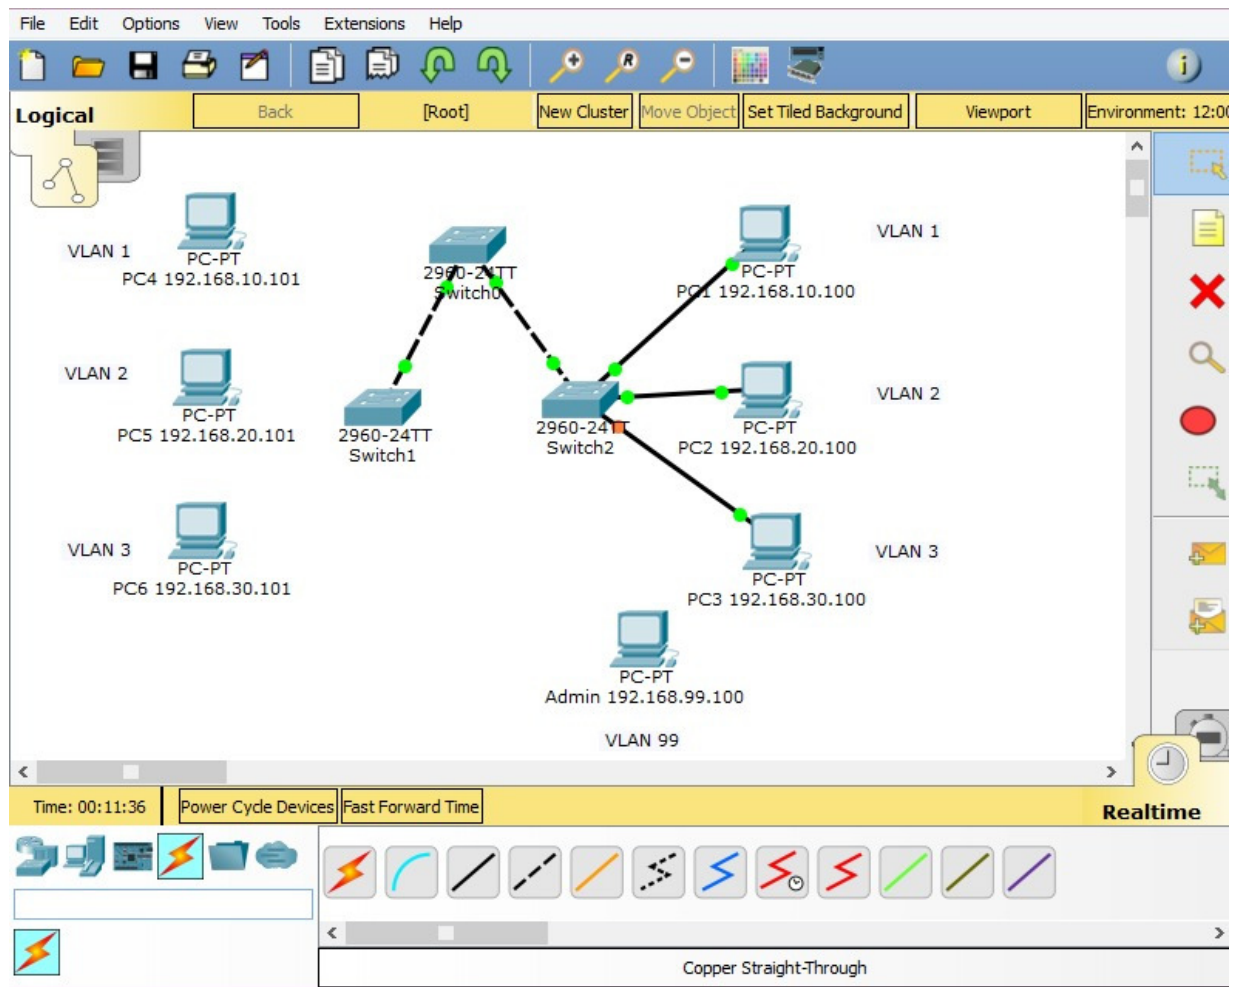 File Edit Options View Tools Extensions Help
Logical Back [Root] New Cluster Move Object Set Tiled Background Viewport Environment: 12:00
VLAN 1
PC-PT
PC4 192.168.10.101
2960-24TT
Switch0
PC-PT
PC1 192.168.10.100
VLAN 1
VLAN 2
PC-PT
PC5 192.168.20.101
2960-24TT
Switch1
2960-24TT
Switch2
PC-PT
PC2 192.168.20.100
VLAN 2
VLAN 3
PC-PT
PC6 192.168.30.101
PC-PT
PC3 192.168.30.100
VLAN 3
PC-PT
Admin 192.168.99.100
VLAN 99
Time: 00:11:36 Power Cycle Devices Fast Forward Time Realtime
Copper Straight-Through